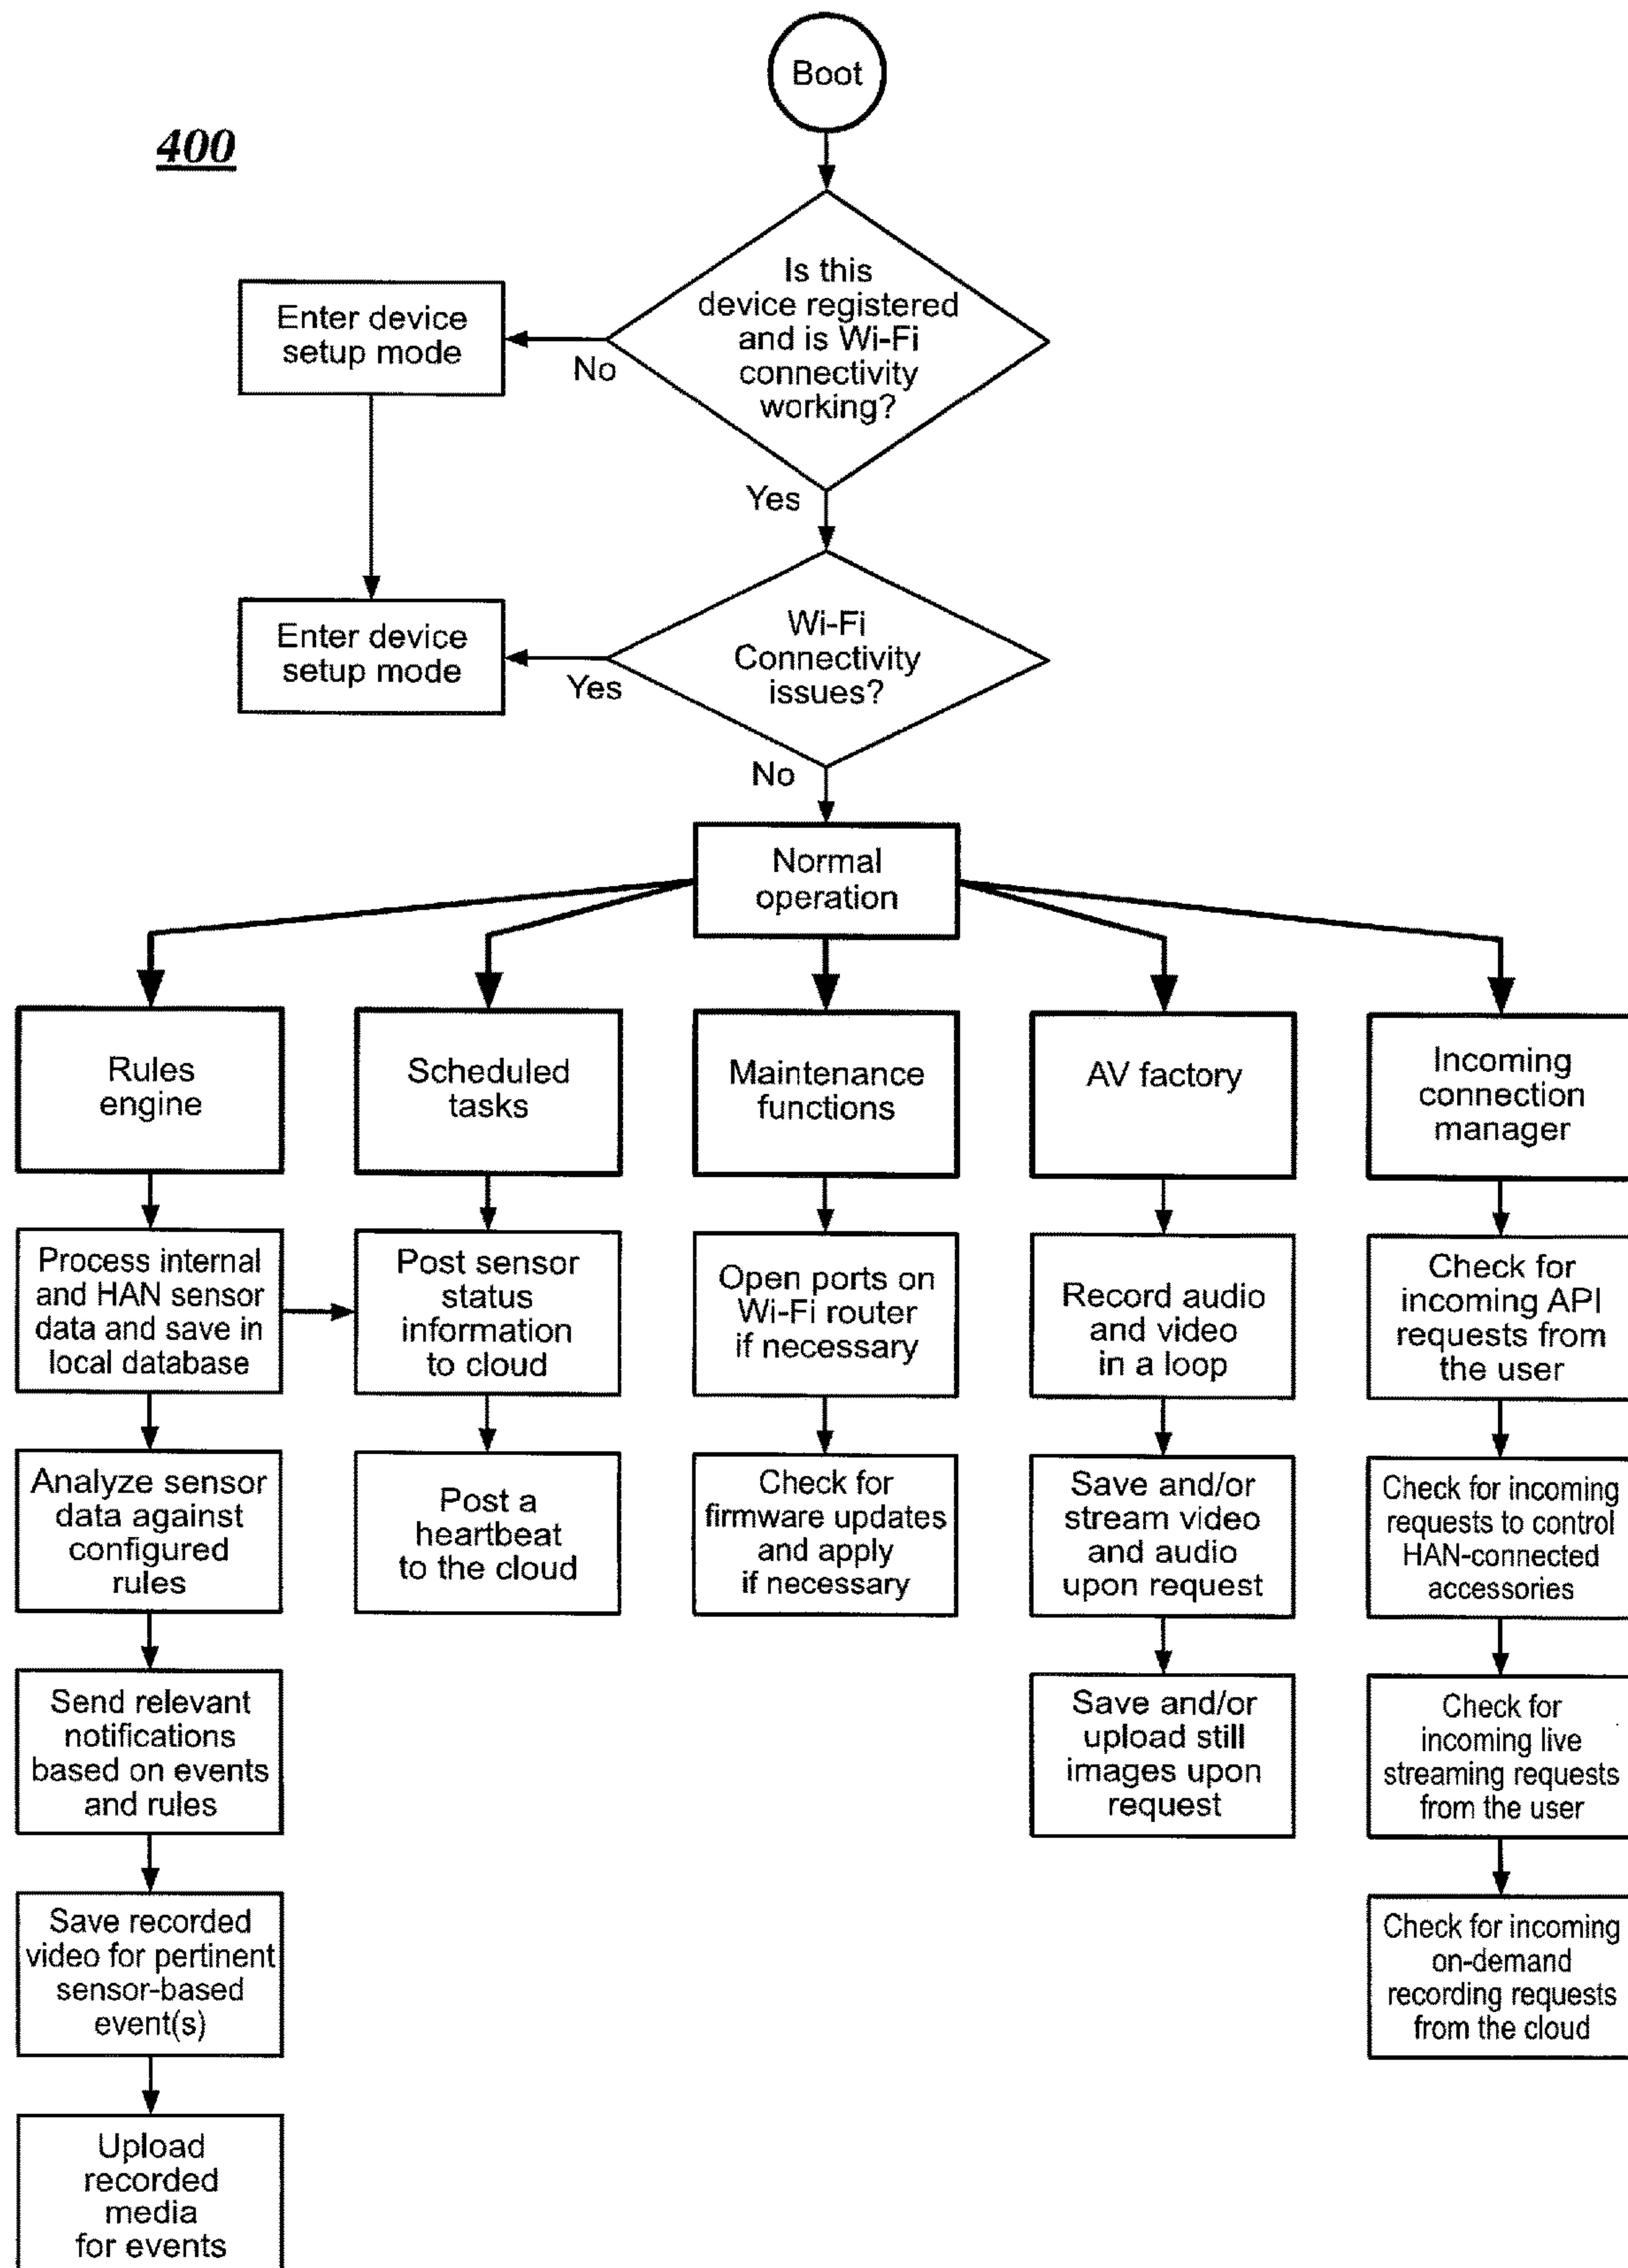 Boot
400
Is this
device registered
and is Wi-Fi
connectivity
working?
Enter device
setup mode
No
Yes
Enter device
setup mode
Wi-Fi
Connectivity
issues?
Yes
No
Normal
operation
Rules
engine
Scheduled
tasks
Maintenance
functions
AV factory
Incoming
connection
manager
Process internal
and HAN sensor
data and save in
local database
Post sensor
status
information
to cloud
Open ports on
Wi-Fi router
if necessary
Record audio
and video
in a loop
Check for
incoming API
requests from
the user
Analyze sensor
data against
configured
rules
Post a
heartbeat
to the cloud
Check for
firmware updates
and apply
if necessary
Save and/or
stream video
and audio
upon request
Check for incoming
requests to control
HAN-connected
accessories
Send relevant
notifications
based on events
and rules
Save and/or
upload still
images upon
request
Check for
incoming live
streaming requests
from the user
Save recorded
video for pertinent
sensor-based
event(s)
Check for incoming
on-demand
recording requests
from the cloud
Upload
recorded
media
for events